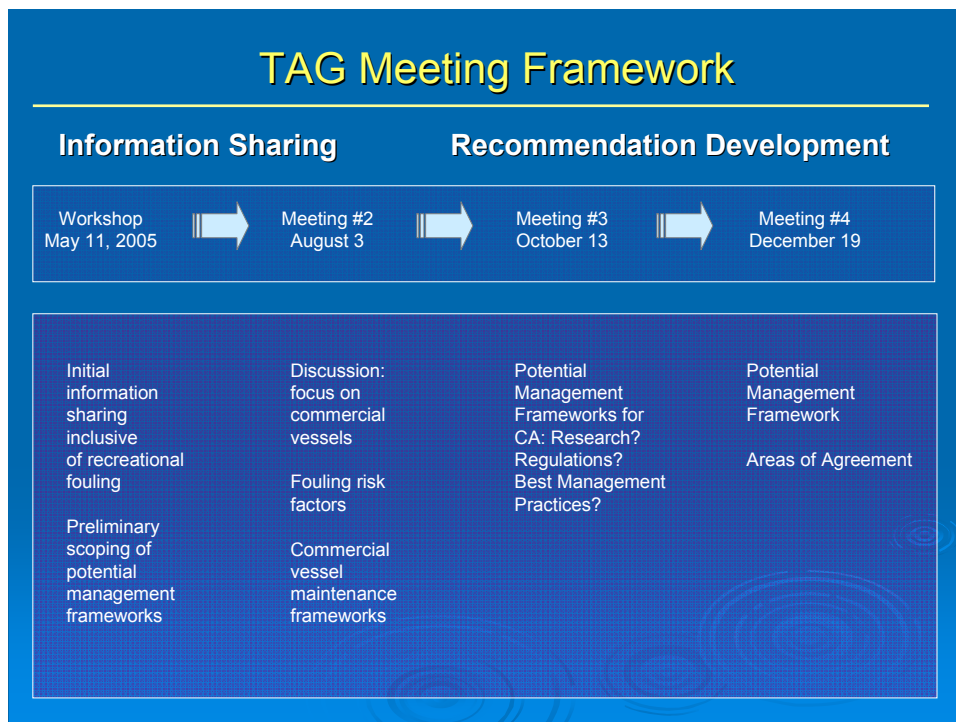 TAG Meeting Framework
Information Sharing
Recommendation Development
Workshop
May 11, 2005
Meeting #2
August 3
Meeting #3
October 13
Meeting #4
December 19
Initial
information
sharing
inclusive
of recreational
fouling
Preliminary
scoping of
potential
management
frameworks
Discussion:
focus on
commercial
vessels
Fouling risk
factors
Commercial
vessel
maintenance
frameworks
Potential
Management
Frameworks for
CA: Research?
Regulations?
Best Management
Practices?
Potential
Management
Framework
Areas of Agreement